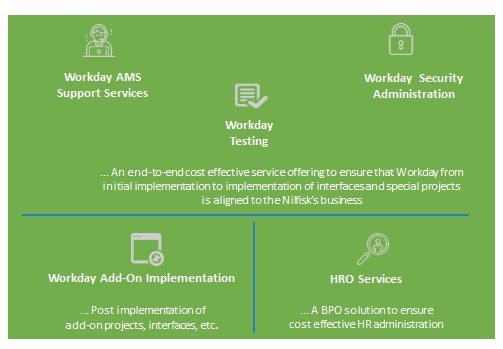 Workday AMS
Support Services
Workday Security
Administration
Workday
Testing
... An end-to-end cost effective service offering to ensure that Workday from
initial implementation to implementation of interfaces and special projects
is aligned to the Nilfisk's business
Workday Add-On Implementation
... Post implementation of
add-on projects, interfaces, etc.
HRO Services
... A BPO solution to ensure
cost effective HR administration